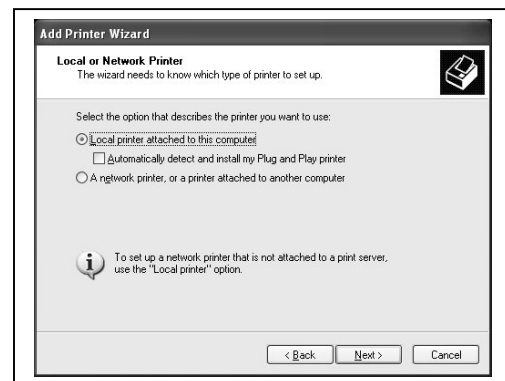 Add Printer Wizard
Local or Network Printer
The wizard needs to know which type of printer to set up.
Select the option that describes the printer you want to use:
Local printer attached to this computer
Automatically detect and install my Plug and Play printer
A network printer, or a printer attached to another computer
To set up a network printer that is not attached to a print server,
use the "Local printer" option.
< Back Next > Cancel